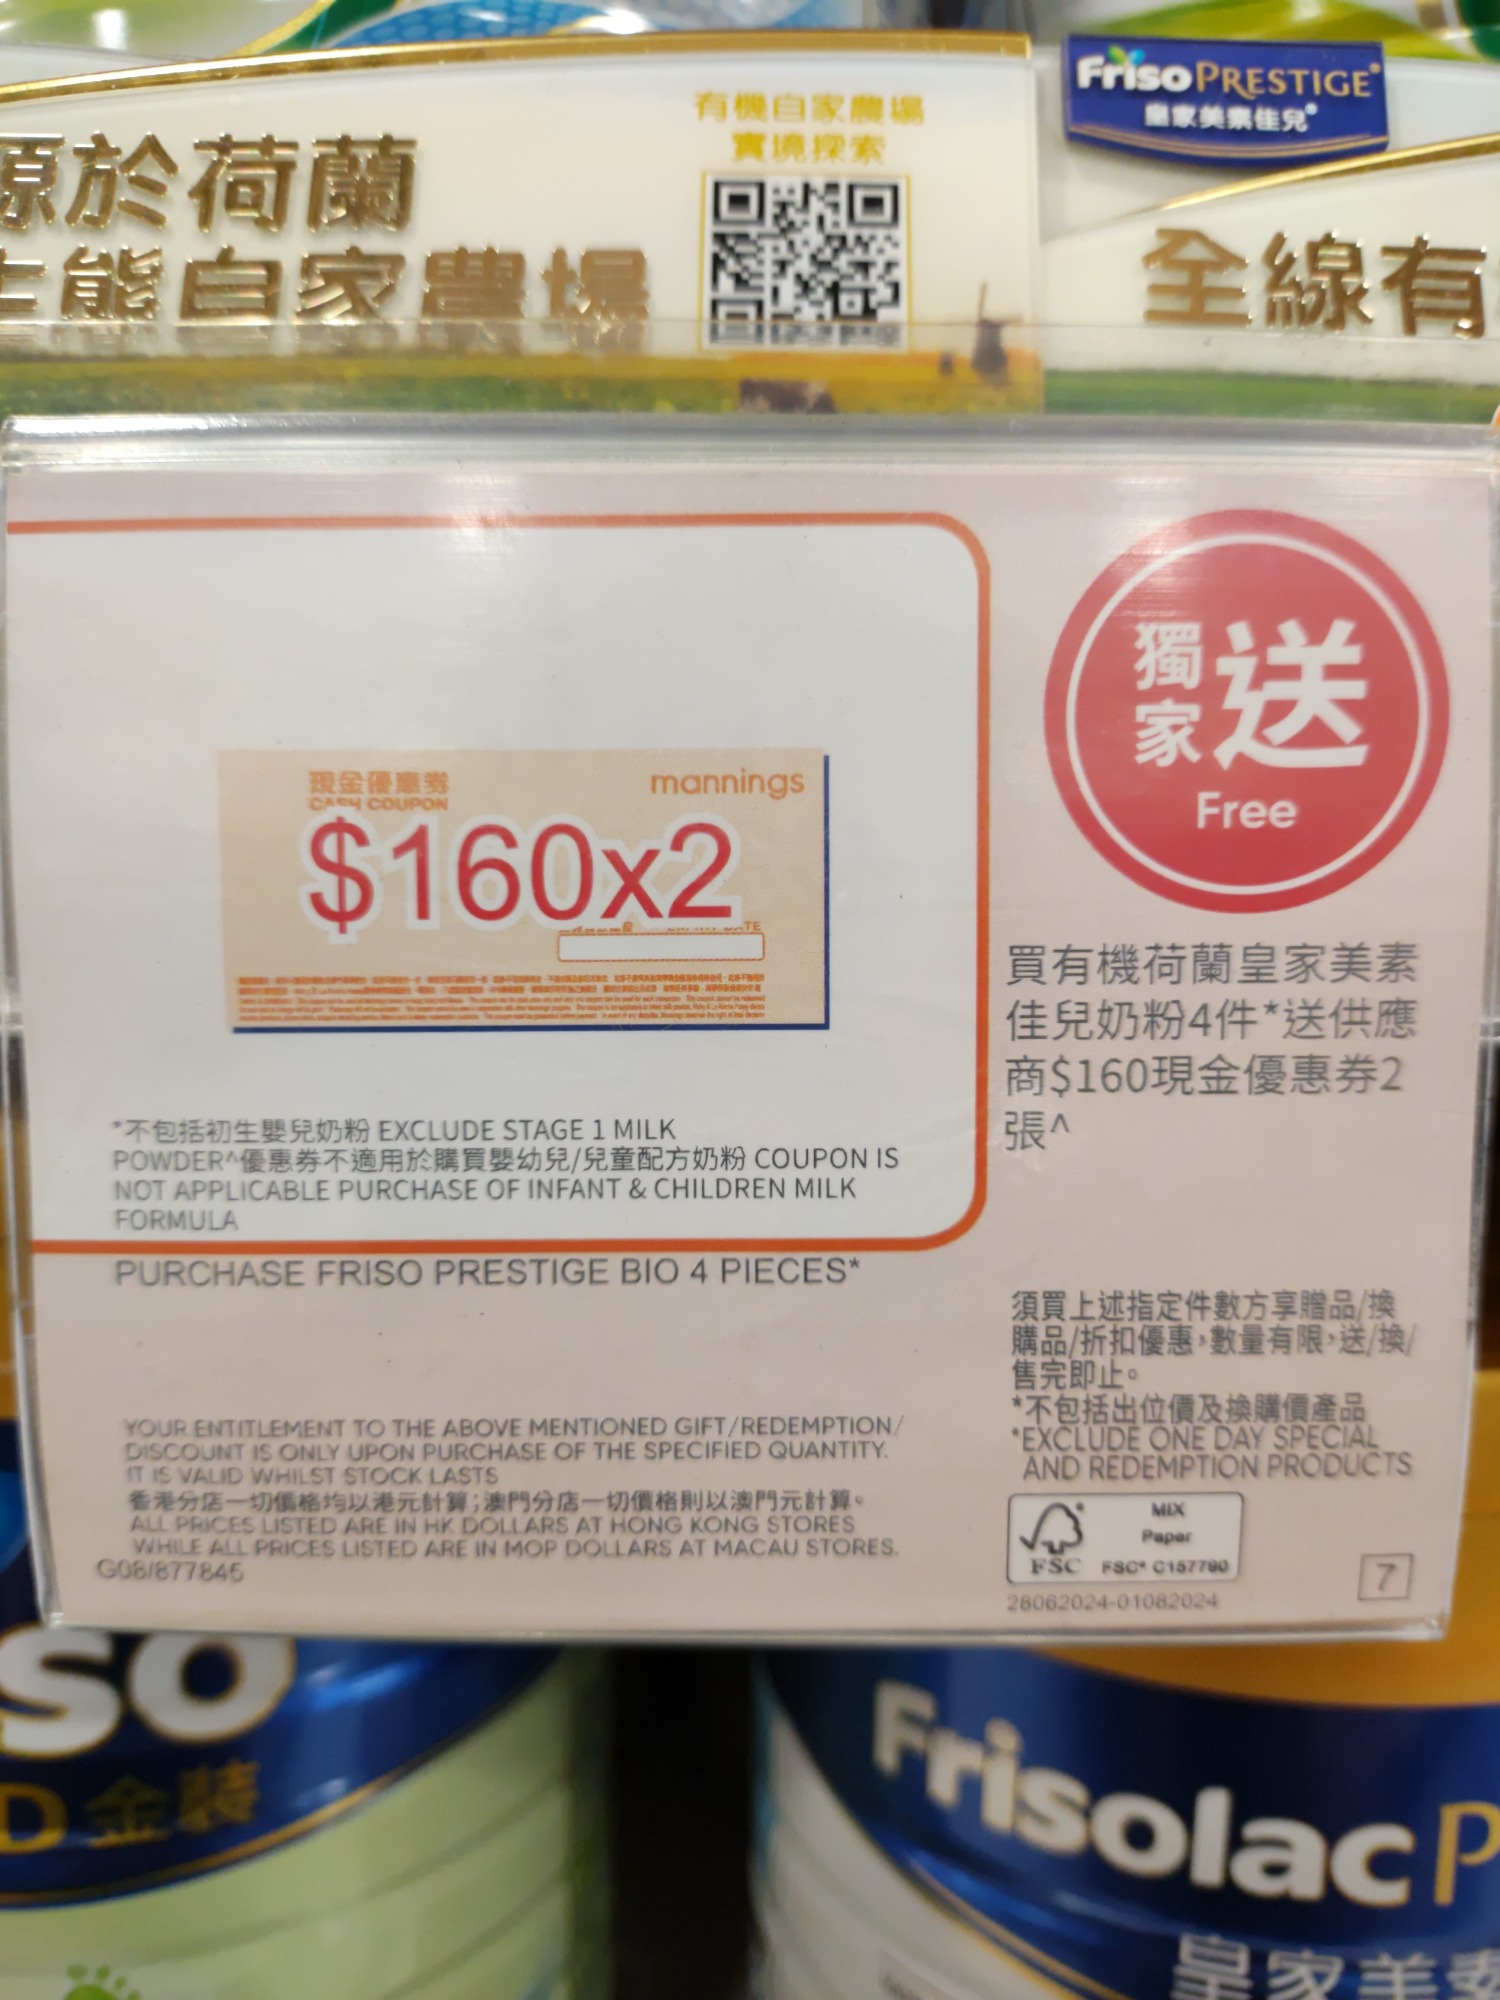 有機自家農場
實境探索
源於荷蘭
自家農場
Friso PRESTIGE®
皇家美素佳兒®
全線有
獨家送
Free
現金優惠券
CASH COUPON
mannings
$160x2
*不包括初生嬰兒奶粉 EXCLUDE STAGE 1 MILK
POWDER^優惠券不適用於購買嬰幼兒/兒童配方奶粉 COUPON IS
NOT APPLICABLE PURCHASE OF INFANT & CHILDREN MILK
FORMULA
PURCHASE FRISO PRESTIGE BIO 4 PIECES*
買有機荷蘭皇家美素
佳兒奶粉4件*送供應
商$160現金優惠券2
張^
YOUR ENTITLEMENT TO THE ABOVE MENTIONED GIFT/REDEMPTION/
DISCOUNT IS ONLY UPON PURCHASE OF THE SPECIFIED QUANTITY.
IT IS VALID WHILST STOCK LASTS
香港分店一切價格均以港元計算;澳門分店一切價格則以澳門元計算。
ALL PRICES LISTED ARE IN HK DOLLARS AT HONG KONG STORES
WHILE ALL PRICES LISTED ARE IN MOP DOLLARS AT MACAU STORES.
G08/877845
須買上述指定件數方享贈品/換
購品/折扣優惠,數量有限,送/換/
售完即止。
*不包括出位價及換購價產品
*EXCLUDE ONE DAY SPECIAL
AND REDEMPTION PRODUCTS
FSC
MIX
Paper
FSC® C157790
28062024-01082024
7
so
D 金裝
Frisolac P
皇家美素